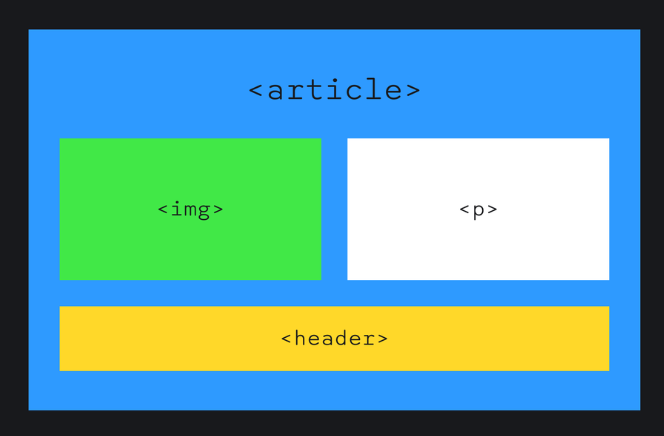 <article>
<img>
<p>
<header>